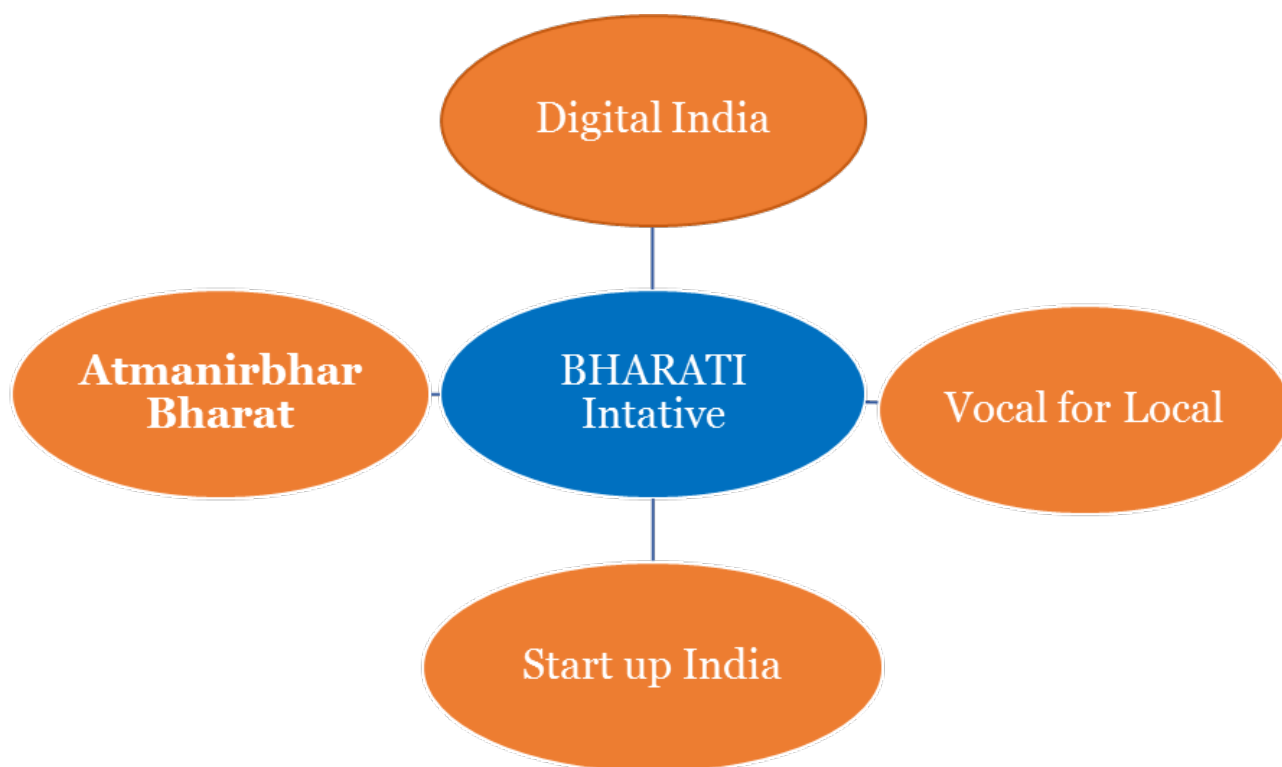 Digital India
Atmanirbhar
Bharat
BHARATI
Intative
Vocal for Local
Start up India